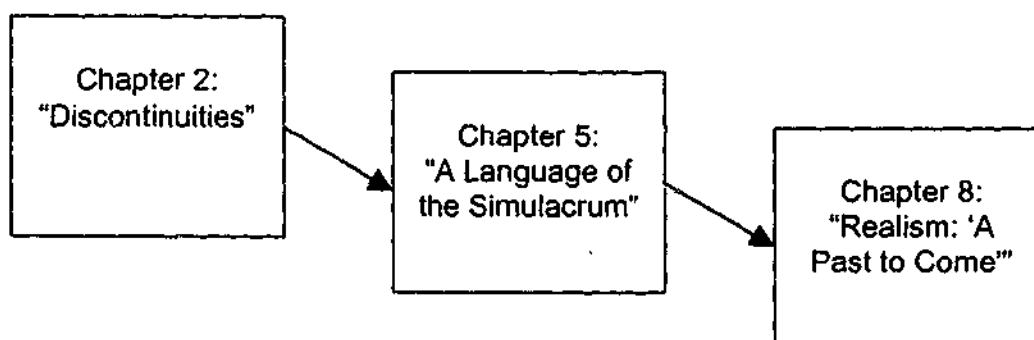 Chapter 2:
“Discontinuities”
Chapter 5:
“A Language of
the Simulacrum”
Chapter 8:
“Realism: ‘A
Past to Come’”